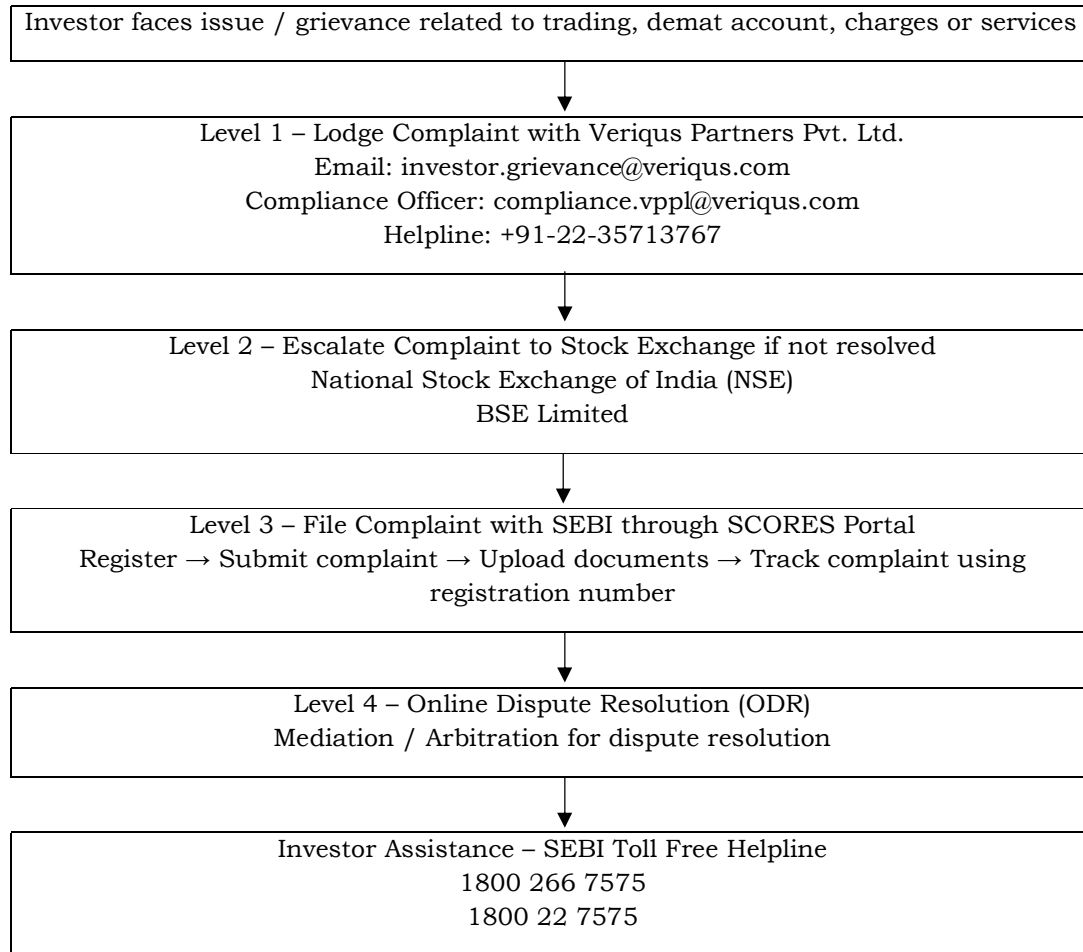 Investor faces issue / grievance related to trading, demat account, charges or services
Level 1 – Lodge Complaint with Veriqus Partners Pvt. Ltd.
Email: investor.grievance@veriqus.com
Compliance Officer: compliance.vppl@veriqus.com
Helpline: +91-22-35713767
Level 2 – Escalate Complaint to Stock Exchange if not resolved
National Stock Exchange of India (NSE)
BSE Limited
Level 3 – File Complaint with SEBI through SCORES Portal
Register → Submit complaint → Upload documents → Track complaint using
registration number
Level 4 – Online Dispute Resolution (ODR)
Mediation / Arbitration for dispute resolution
Investor Assistance – SEBI Toll Free Helpline
1800 266 7575
1800 22 7575